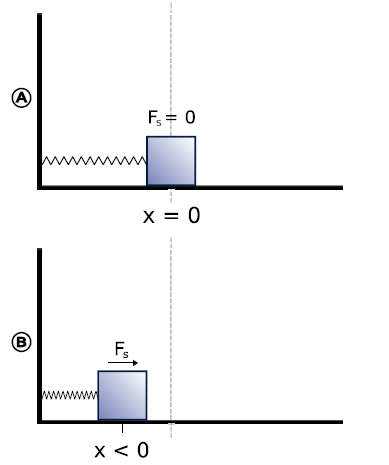 A
Fs = 0
x = 0
B
Fs
x < 0